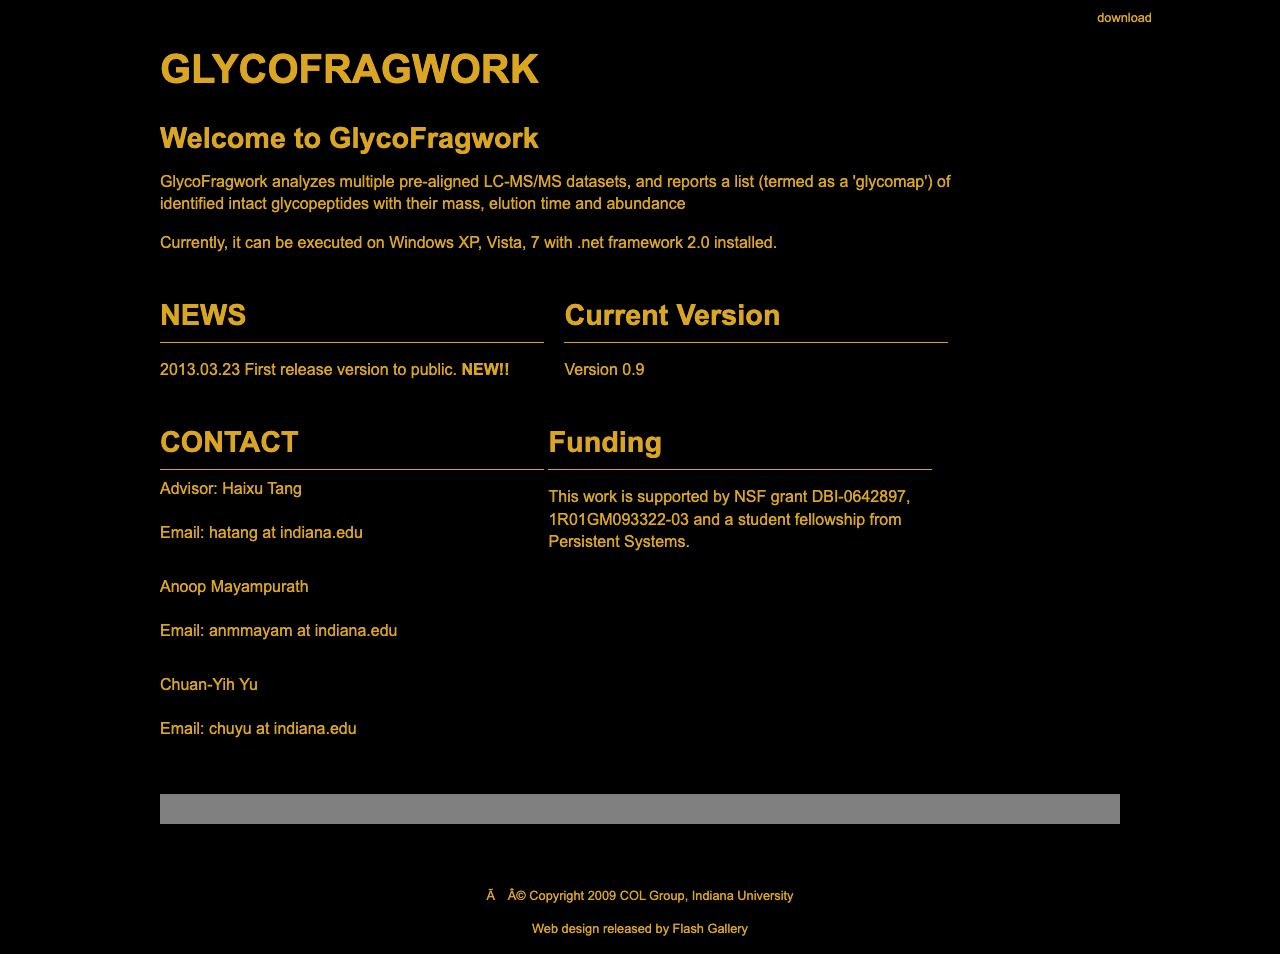 download
GLYCOFRAGWORK
Welcome to GlycoFragwork
GlycoFragwork analyzes multiple pre-aligned LC-MS/MS datasets, and reports a list (termed as a 'glycomap') of
identified intact glycopeptides with their mass, elution time and abundance
Currently, it can be executed on Windows XP, Vista, 7 with .net framework 2.0 installed.
NEWS
2013.03.23 First release version to public. NEW!!
Current Version
Version 0.9
CONTACT
Advisor: Haixu Tang
Email: hatang at indiana.edu
Anoop Mayampurath
Email: anmmayam at indiana.edu
Chuan-Yih Yu
Email: chuyu at indiana.edu
Funding
This work is supported by NSF grant DBI-0642897,
1R01GM093322-03 and a student fellowship from
Persistent Systems.
Ã Â© Copyright 2009 COL Group, Indiana University
Web design released by Flash Gallery